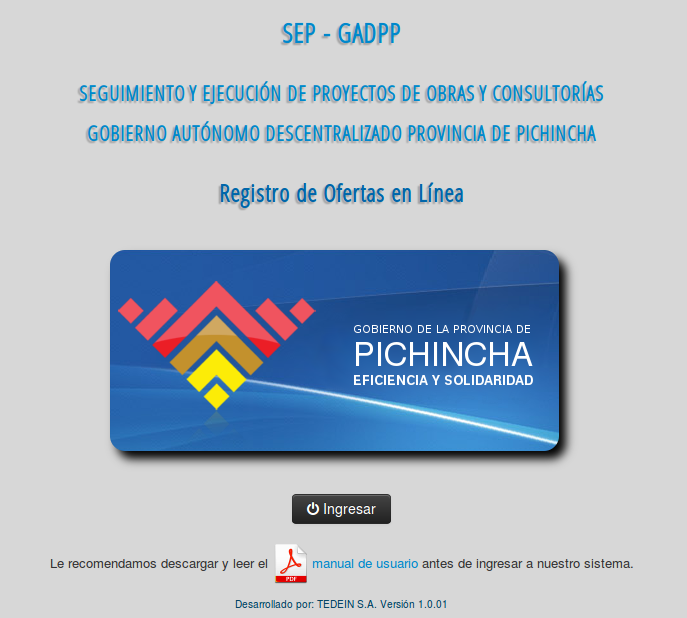 SEP - GADPP
SEGUIMIENTO Y EJECUCIÓN DE PROYECTOS DE OBRAS Y CONSULTORÍAS
GOBIERNO AUTÓNOMO DESCENTRALIZADO PROVINCIA DE PICHINCHA
Registro de Ofertas en Línea
GOBIERNO DE LA PROVINCIA DE
PICHINCHA
EFICIENCIA Y SOLIDARIDAD
Ingresar
Le recomendamos descargar y leer el PDF manual de usuario antes de ingresar a nuestro sistema.
Desarrollado por: TEDEIN S.A. Versión 1.0.01